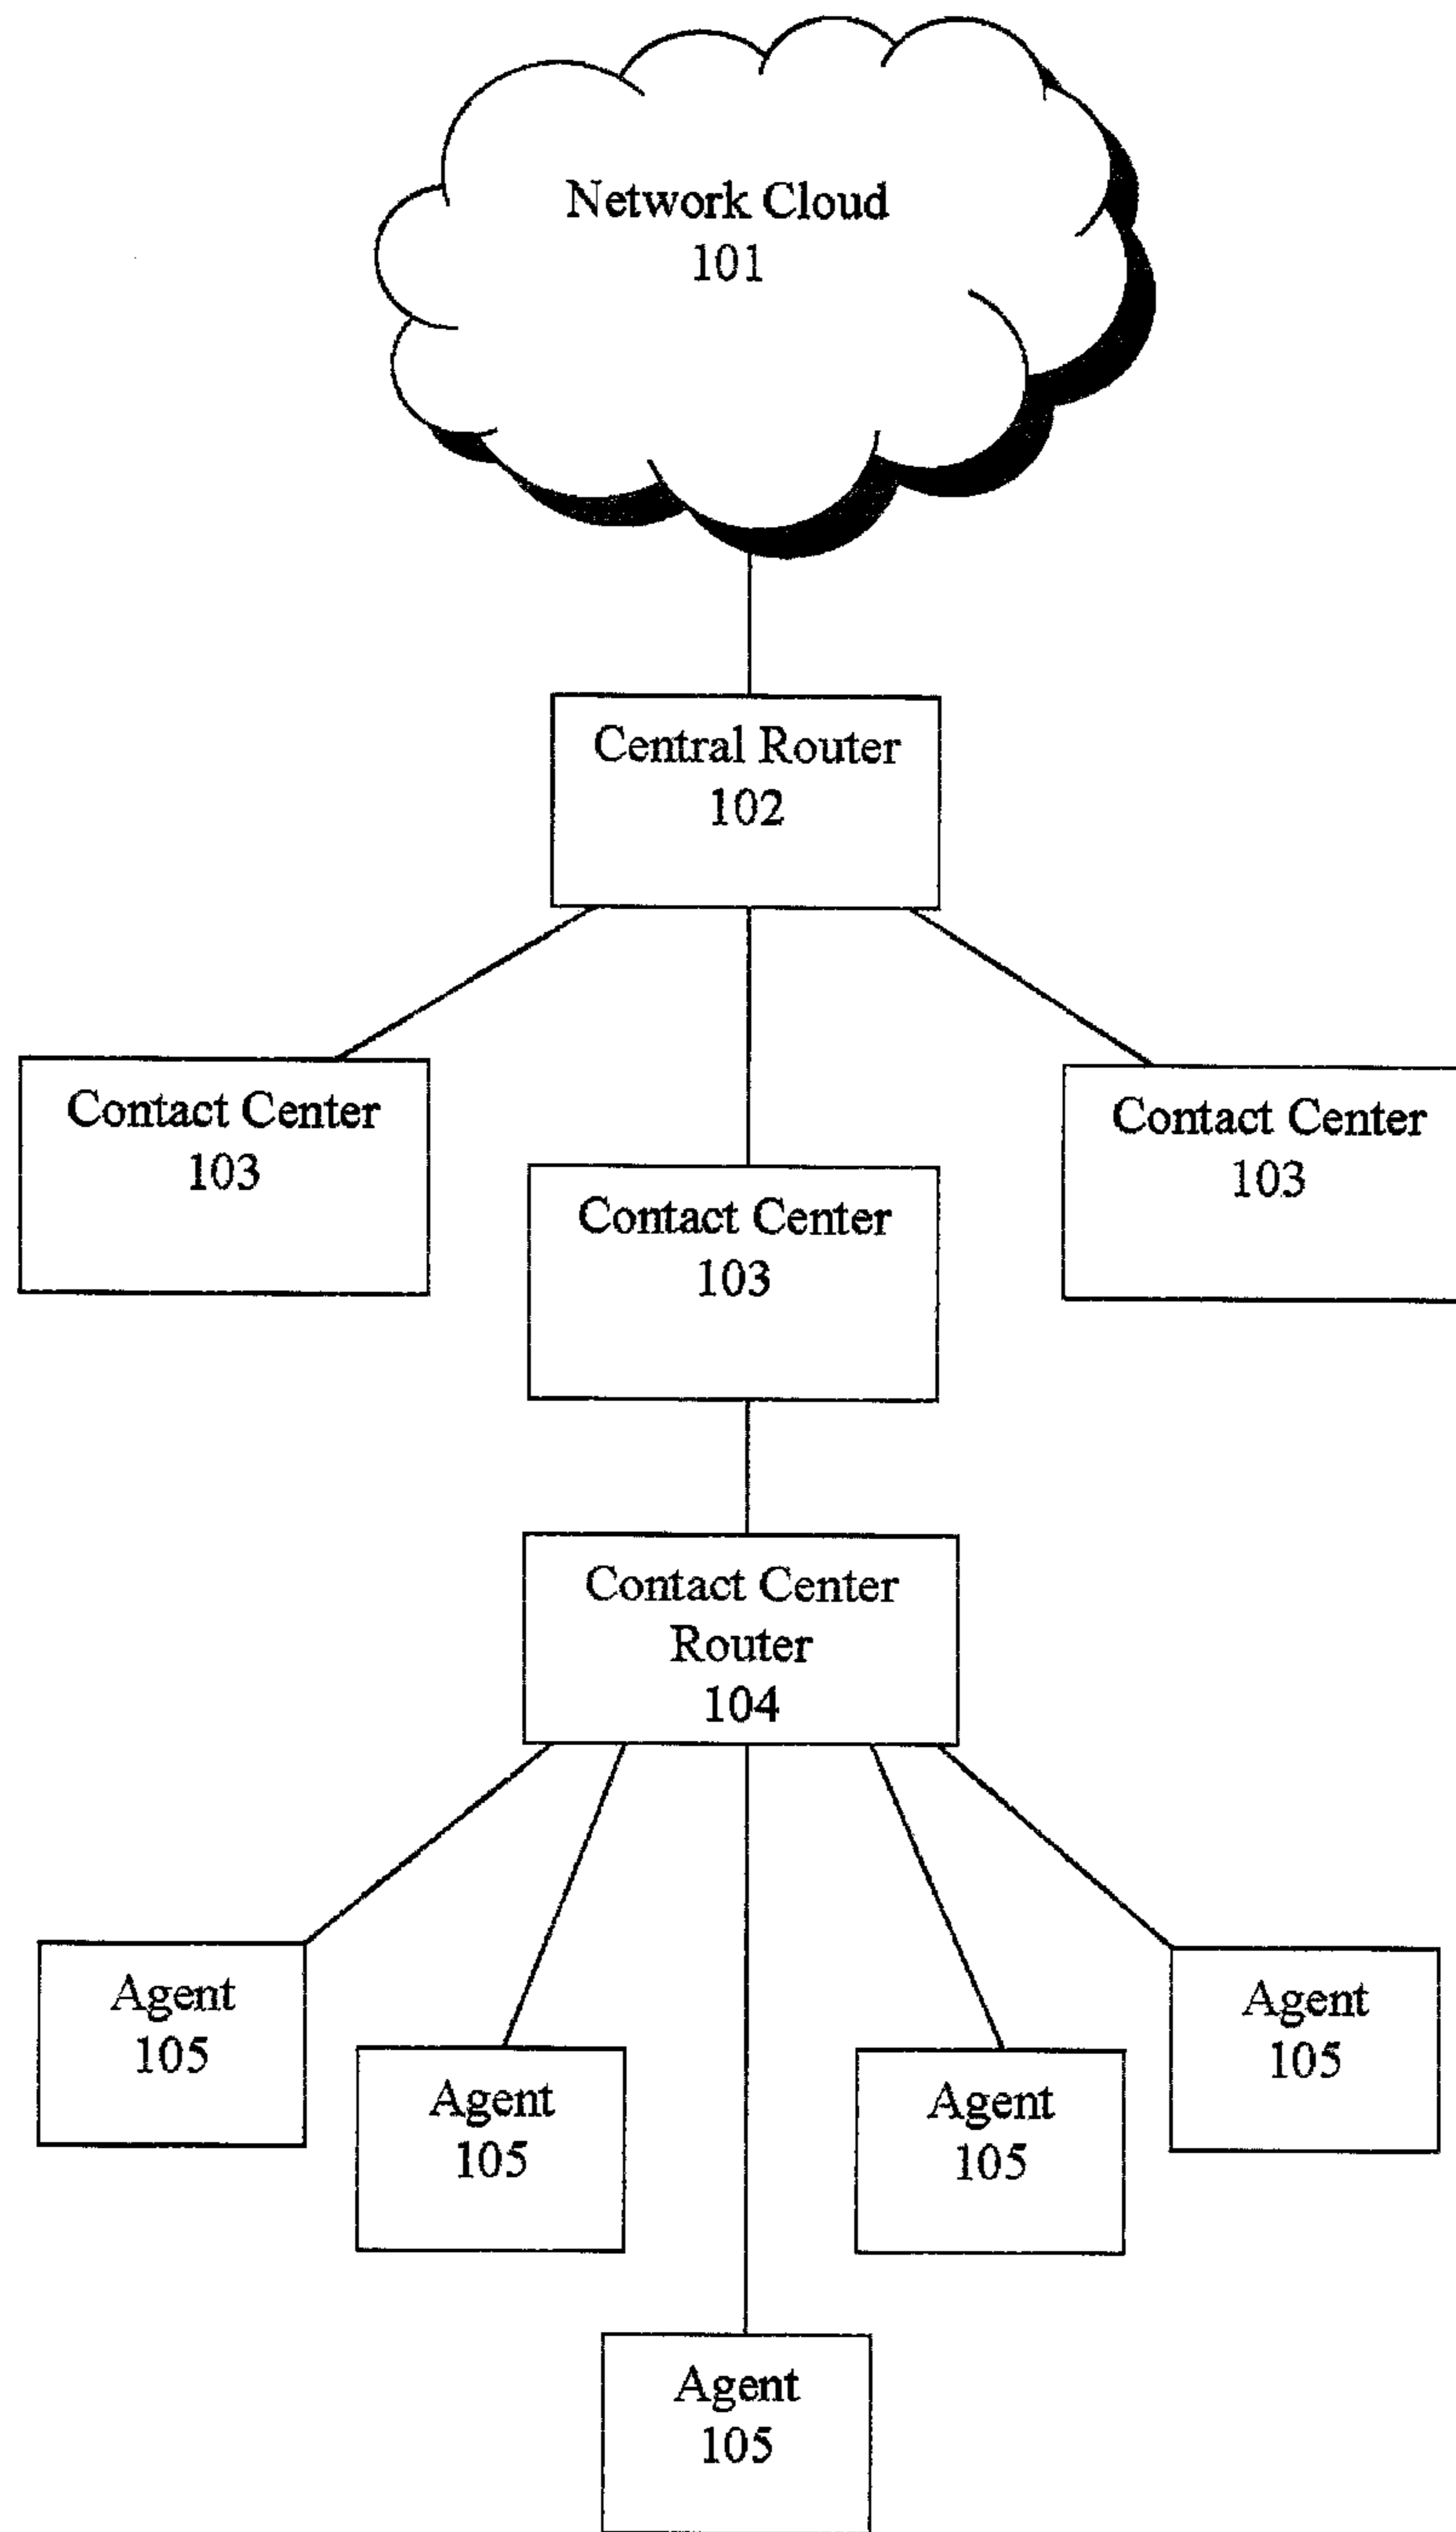 Network Cloud
101
Central Router
102
Contact Center
103
Contact Center
103
Contact Center
103
Contact Center
Router
104
Agent
105
Agent
105
Agent
105
Agent
105
Agent
105